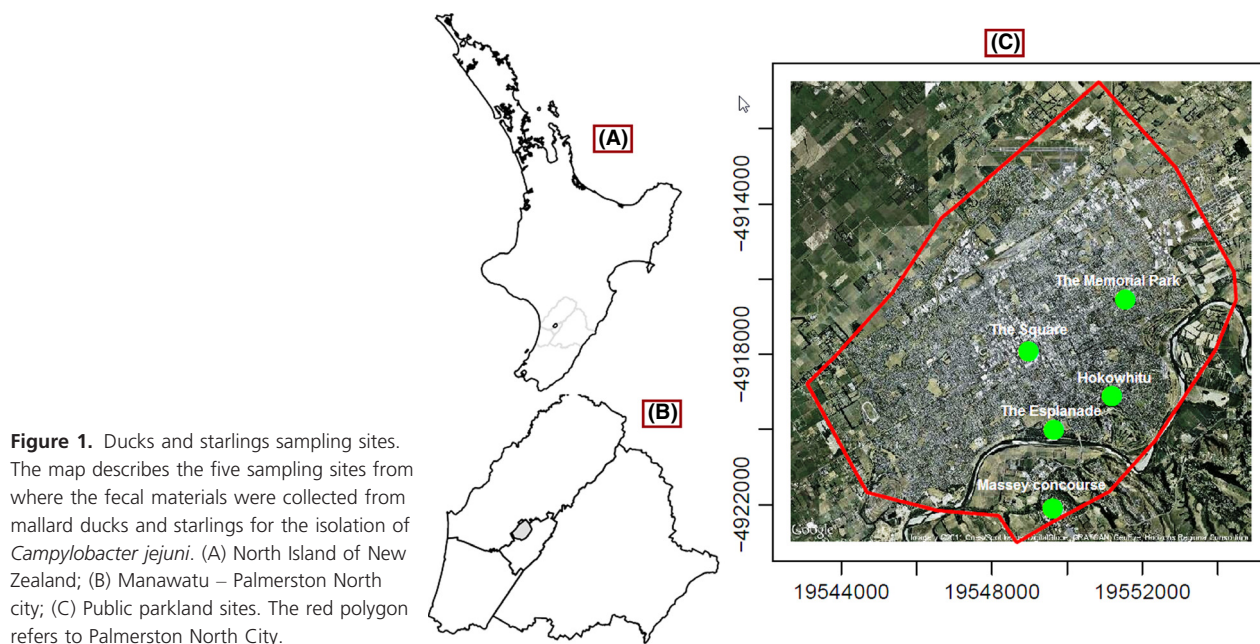 (A)
(B)
(C)
−4914000
−4918000
−4922000
The Memorial Park
The Square
Hokowhitu
The Esplanade
Massey concourse
Google
19544000
19548000
19552000
Figure 1. Ducks and starlings sampling sites.
The map describes the five sampling sites from
where the fecal materials were collected from
mallard ducks and starlings for the isolation of
Campylobacter jejuni. (A) North Island of New
Zealand; (B) Manawatu – Palmerston North
city; (C) Public parkland sites. The red polygon
refers to Palmerston North City.